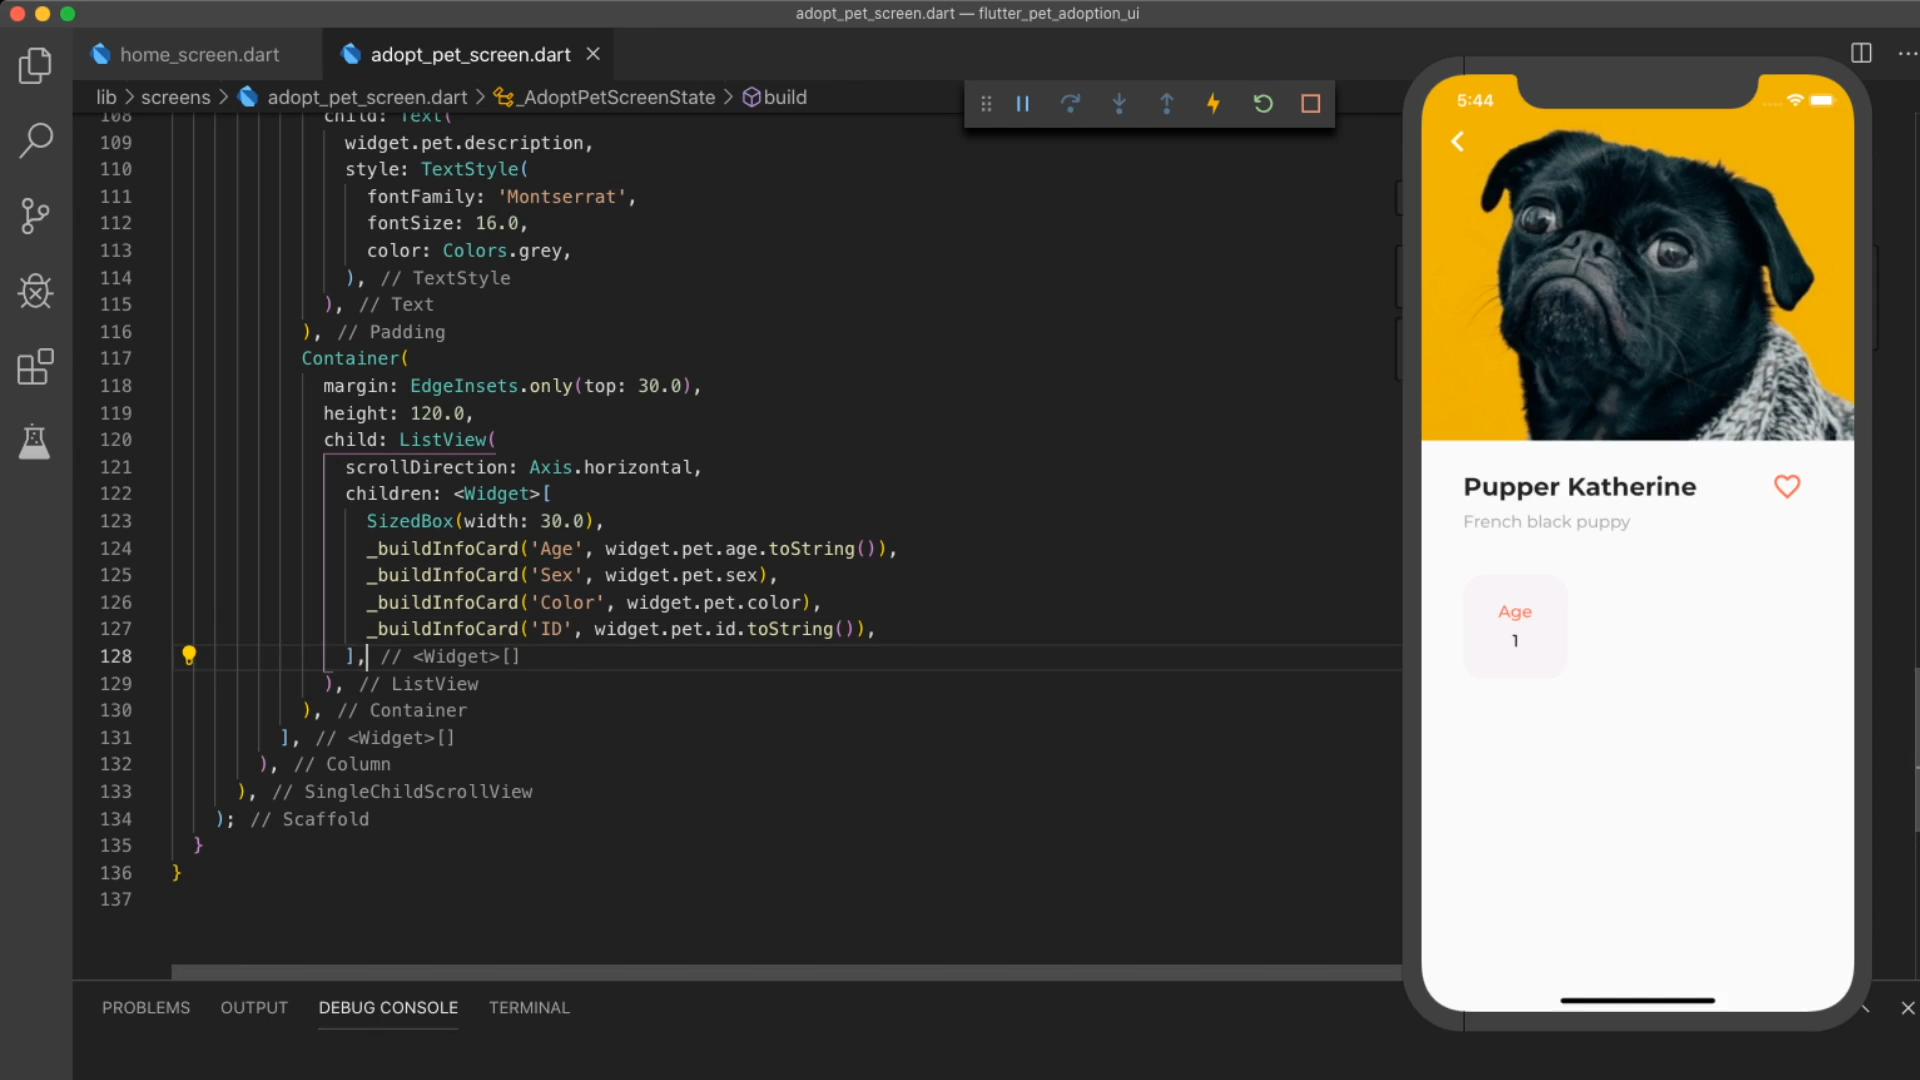 adopt_pet_screen.dart — flutter_pet_adoption_ui
home_screen.dart
adopt_pet_screen.dart
lib > screens > adopt_pet_screen.dart > _AdoptPetScreenState > build
108 child: Text(
109 widget.pet.description,
110 style: TextStyle(
111 fontFamily: 'Montserrat',
112 fontSize: 16.0,
113 color: Colors.grey,
114 ), // TextStyle
115 ), // Text
116 ), // Padding
117 Container(
118 margin: EdgeInsets.only(top: 30.0),
119 height: 120.0,
120 child: ListView(
121 scrollDirection: Axis.horizontal,
122 children: <Widget>[
123 SizedBox(width: 30.0),
124 _buildInfoCard('Age', widget.pet.age.toString()),
125 _buildInfoCard('Sex', widget.pet.sex),
126 _buildInfoCard('Color', widget.pet.color),
127 _buildInfoCard('ID', widget.pet.id.toString()),
128 ], // <Widget>[]
129 ), // ListView
130 ), // Container
131 ], // <Widget>[]
132 ), // Column
133 ), // SingleChildScrollView
134 ); // Scaffold
135 }
136 }
137
PROBLEMS OUTPUT DEBUG CONSOLE TERMINAL
5:44
Pupper Katherine
French black puppy
Age
1